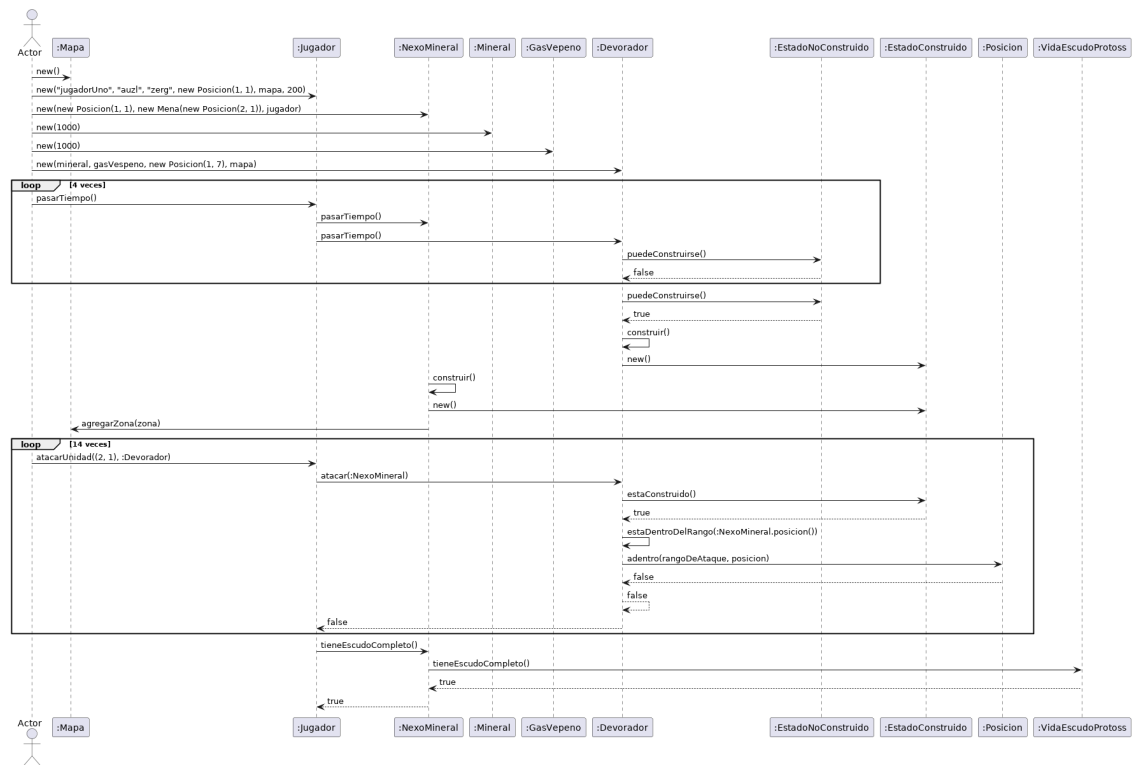 Actor
:Mapa :Jugador :NexoMineral :Mineral :GasVepeno :Devorador :EstadoNoConstruido :EstadoConstruido :Posicion :VidaEscudoProtoss
new()
new("jugadorUno", "auzl", "zerg", new Posicion(1, 1), mapa, 200)
new(new Posicion(1, 1), new Mena(new Posicion(2, 1)), jugador)
new(1000)
new(1000)
new(mineral, gasVespeno, new Posicion(1, 7), mapa)
loop [4 veces]
pasarTiempo()
pasarTiempo()
pasarTiempo()
puedeConstruirse()
false
puedeConstruirse()
true
construir()
new()
construir()
new()
agregarZona(zona)
loop [14 veces]
atacarUnidad((2, 1), :Devorador)
atacar(:NexoMineral)
estaConstruido()
true
estaDentroDelRango(:NexoMineral.posicion())
adentro(rangoDeAtaque, posicion)
false
false
false
tieneEscudoCompleto()
tieneEscudoCompleto()
true
true
Actor
:Mapa :Jugador :NexoMineral :Mineral :GasVepeno :Devorador :EstadoNoConstruido :EstadoConstruido :Posicion :VidaEscudoProtoss